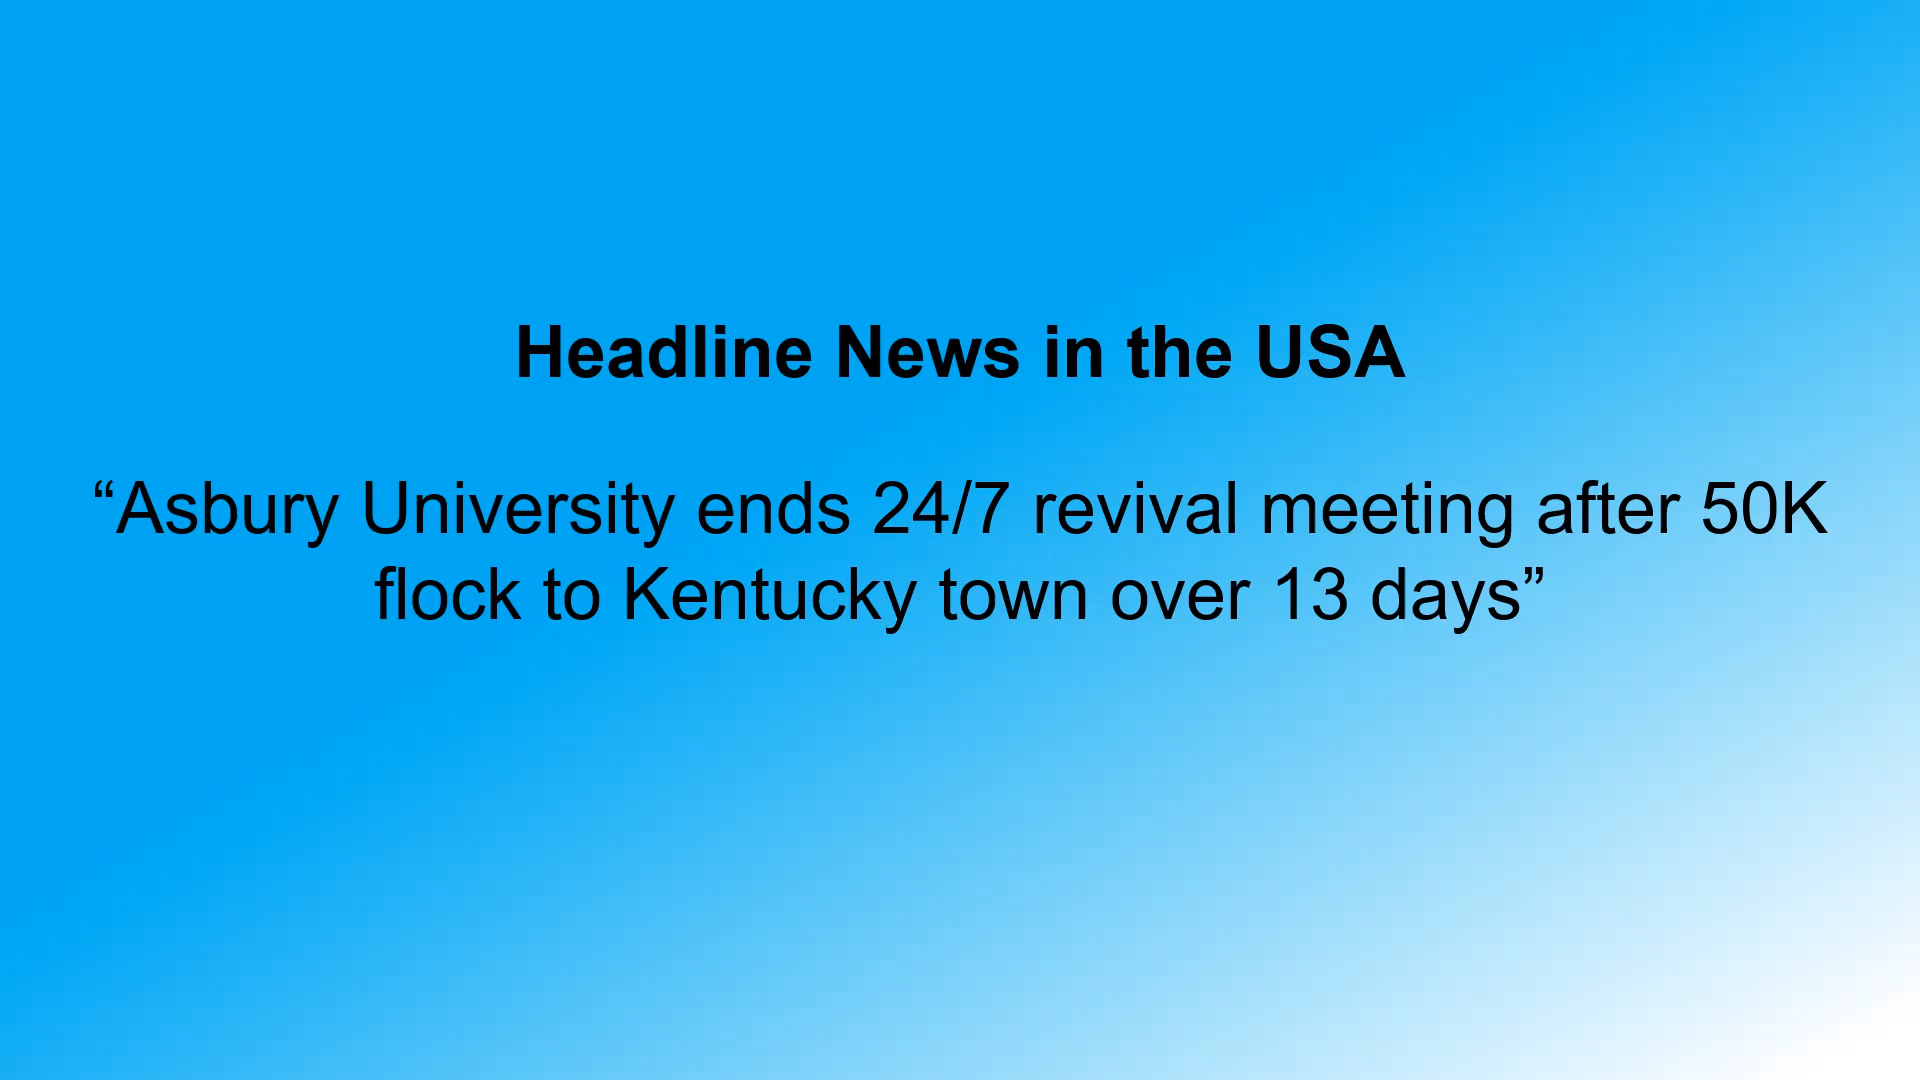 Headline News in the USA
“Asbury University ends 24/7 revival meeting after 50K
flock to Kentucky town over 13 days”